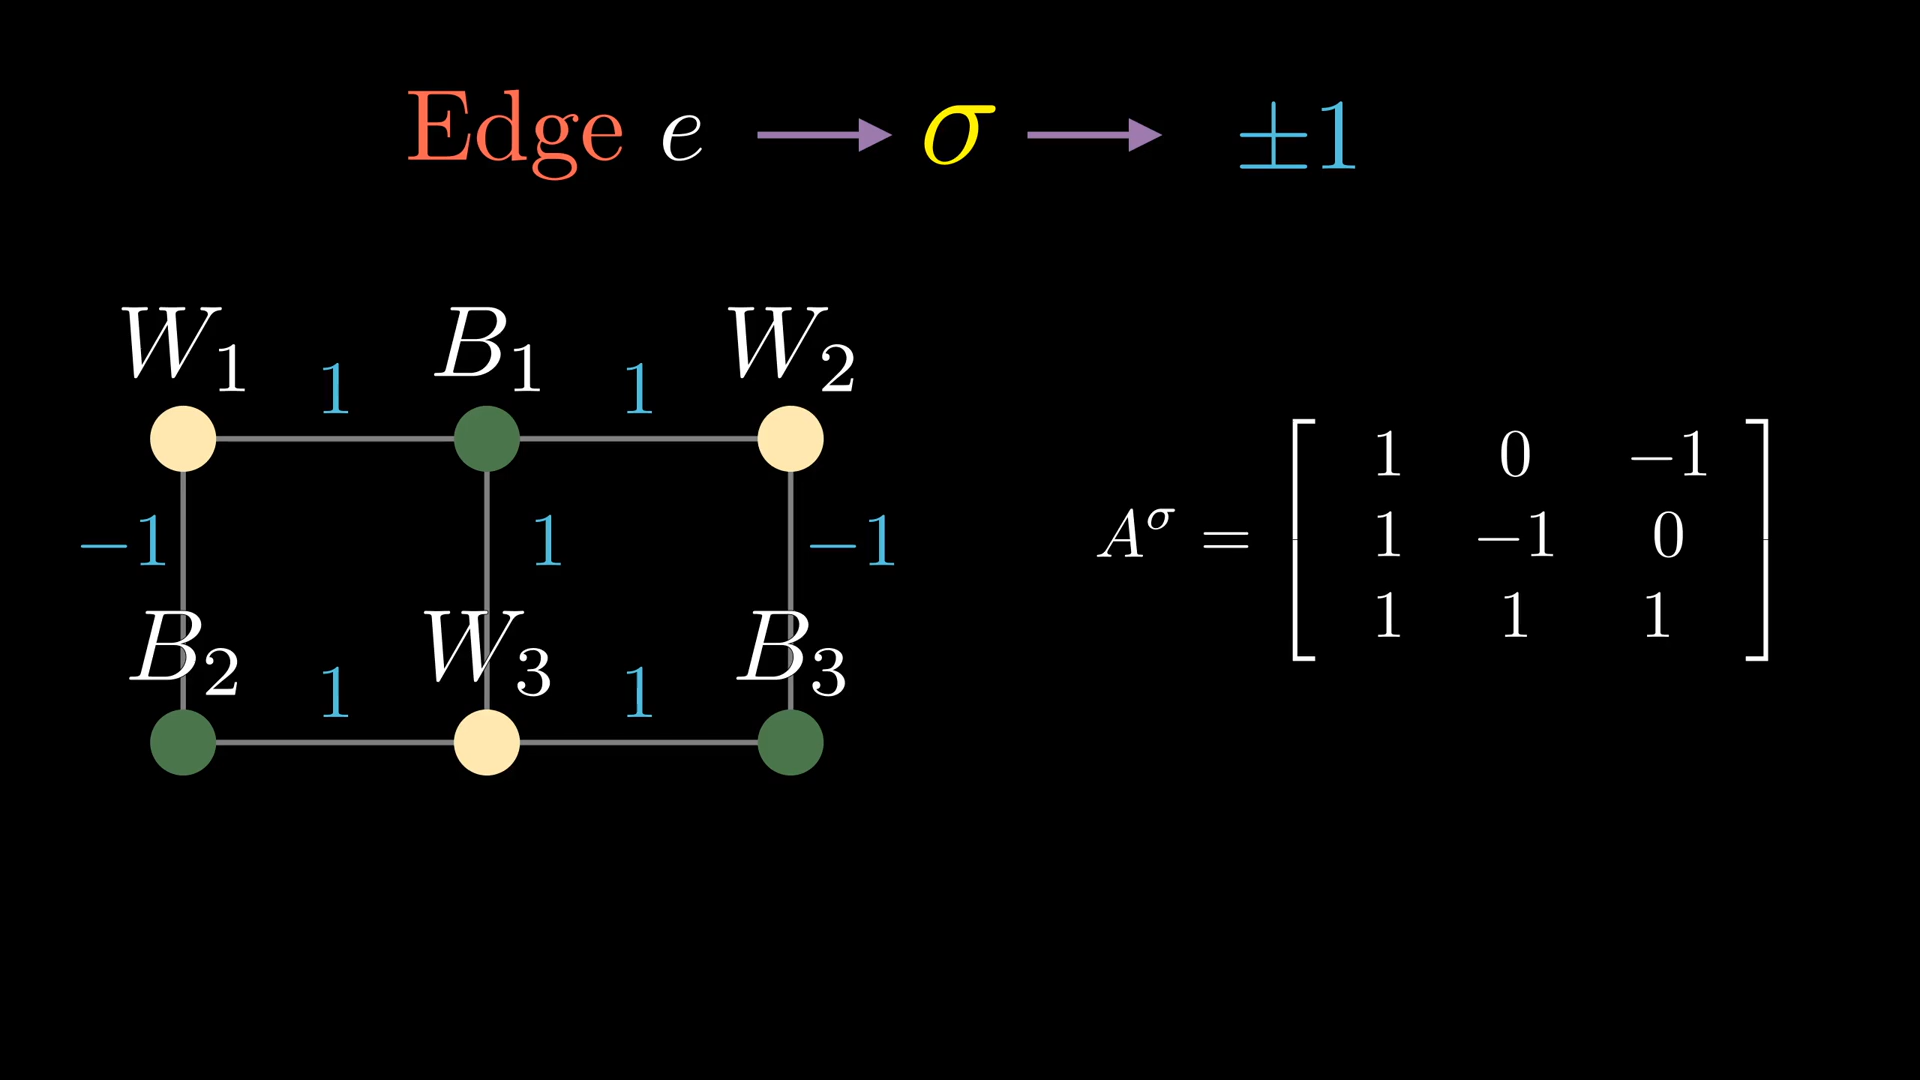 Edge e → σ → ±1
W₁ 1 B₁ 1 W₂
−1 1 −1
B₂ 1 W₃ 1 B₃
A^σ =
1 0 −1
1 −1 0
1 1 1